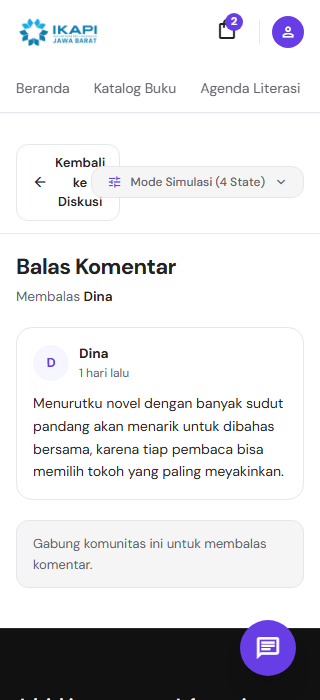 IKAPI
JAWA BARAT
2
Beranda
Katalog Buku
Agenda Literasi
Kembali
ke
Diskusi
Mode Simulasi (4 State)
Balas Komentar
Membalas Dina
D
Dina
1 hari lalu
Menurutku novel dengan banyak sudut
pandang akan menarik untuk dibahas
bersama, karena tiap pembaca bisa
memilih tokoh yang paling meyakinkan.
Gabung komunitas ini untuk membalas
komentar.